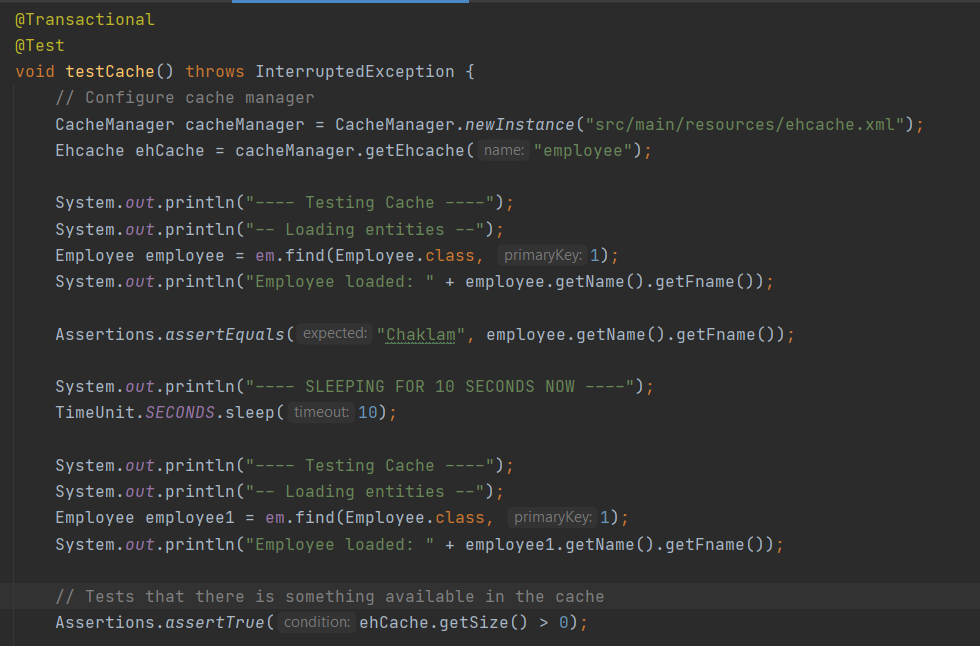 @Transactional
@Test
void testCache() throws InterruptedException {
// Configure cache manager
CacheManager cacheManager = CacheManager.newInstance("src/main/resources/ehcache.xml");
Ehcache ehCache = cacheManager.getEhcache( name: "employee");
System.out.println("---- Testing Cache ----");
System.out.println("-- Loading entities --");
Employee employee = em.find(Employee.class, primaryKey: 1);
System.out.println("Employee loaded: " + employee.getName().getFname());
Assertions.assertEquals( expected: "Chaklam", employee.getName().getFname());
System.out.println("---- SLEEPING FOR 10 SECONDS NOW ----");
TimeUnit.SECONDS.sleep( timeout: 10);
System.out.println("---- Testing Cache ----");
System.out.println("-- Loading entities --");
Employee employee1 = em.find(Employee.class, primaryKey: 1);
System.out.println("Employee loaded: " + employee1.getName().getFname());
// Tests that there is something available in the cache
Assertions.assertTrue( condition: ehCache.getSize() > 0);